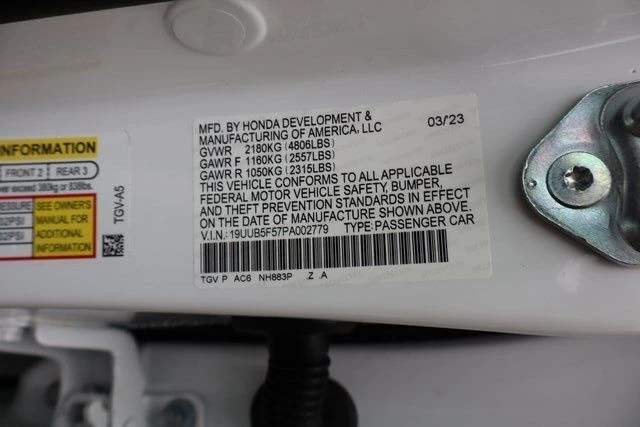 MFD. BY HONDA DEVELOPMENT &
MANUFACTURING OF AMERICA, LLC 03/23
GVWR 2180KG (4806LBS)
GAWR F 1160KG (2557LBS)
GAWR R 1050KG (2315LBS)
THIS VEHICLE CONFORMS TO ALL APPLICABLE
FEDERAL MOTOR VEHICLE SAFETY, BUMPER,
AND THEFT PREVENTION STANDARDS IN EFFECT
ON THE DATE OF MANUFACTURE SHOWN ABOVE.
V.I.N.: 19UUB5F57PA002779 TYPE: PASSENGER CAR
TGV P AC6 NH883P .Z A
INFORMATION
FRONT 2 REAR 3
exceed 380kg or 838lbs.
SEE OWNER'S
MANUAL FOR
ADDITIONAL
INFORMATION
TGV-A5